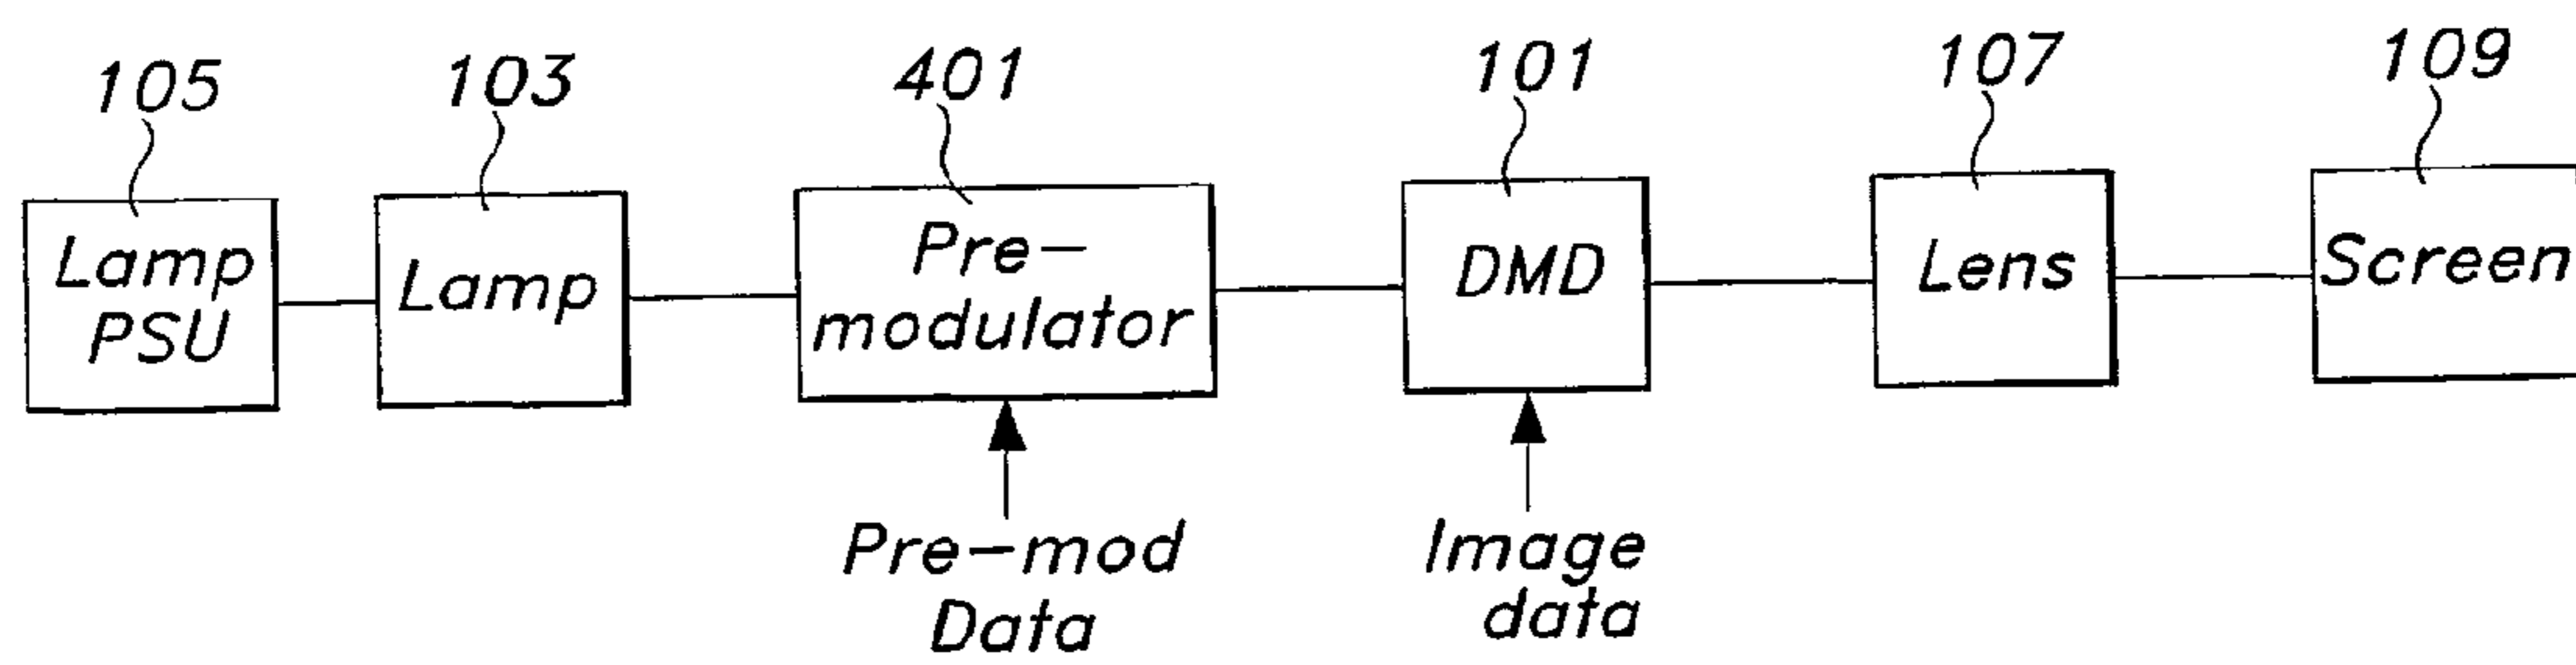 105
103
401
101
107
109
Lamp
PSU
Lamp
Pre-
modulator
DMD
Lens
Screen
Pre-mod
Data
Image
data